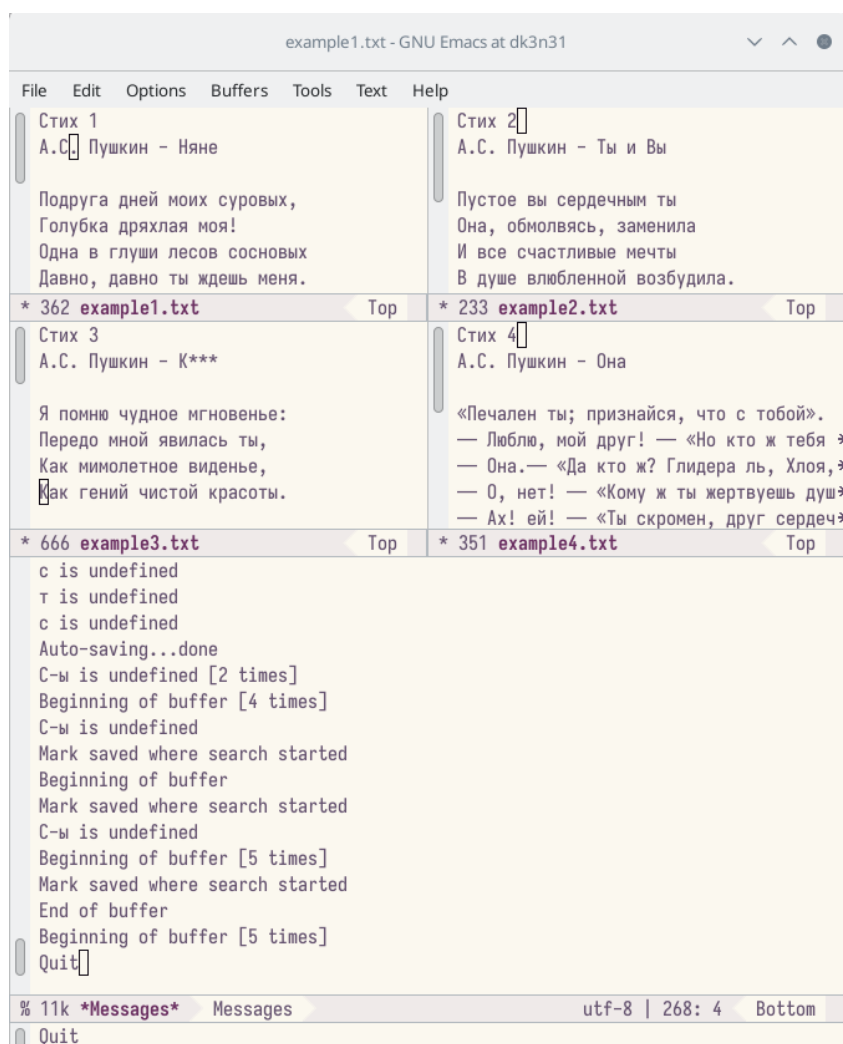 example1.txt - GNU Emacs at dk3n31
File Edit Options Buffers Tools Text Help
Стих 1
А.С. Пушкин - Няне
Подруга дней моих суровых,
Голубка дряхлая моя!
Одна в глуши лесов сосновых
Давно, давно ты ждешь меня.
* 362 example1.txt Top
Стих 2
А.С. Пушкин - Ты и Вы
Пустое вы сердечным ты
Она, обмолвясь, заменила
И все счастливые мечты
В душе влюбленной возбудила.
* 233 example2.txt Top
Стих 3
А.С. Пушкин - К***
Я помню чудное мгновенье:
Передо мной явилась ты,
Как мимолетное виденье,
Как гений чистой красоты.
* 666 example3.txt Top
Стих 4
А.С. Пушкин - Она
«Печален ты; признайся, что с тобой».
— Люблю, мой друг! — «Но кто ж тебя
— Она.— «Да кто ж? Глидера ль, Хлоя,
— О, нет! — «Кому ж ты жертвуешь душ
— Ах! ей! — «Ты скромен, друг сердеч
* 351 example4.txt Top
с is undefined
т is undefined
с is undefined
Auto-saving...done
C-ы is undefined [2 times]
Beginning of buffer [4 times]
C-ы is undefined
Mark saved where search started
Beginning of buffer
Mark saved where search started
C-ы is undefined
Beginning of buffer [5 times]
Mark saved where search started
End of buffer
Beginning of buffer [5 times]
Quit
% 11k *Messages* Messages utf-8 | 268: 4 Bottom
Quit